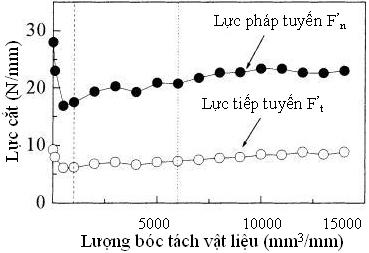 Lực pháp tuyến F'n
Lực tiếp tuyến F't
Lực cắt (N/mm)
30
20
10
0
5000
10000
15000
Lượng bóc tách vật liệu (mm³/mm)